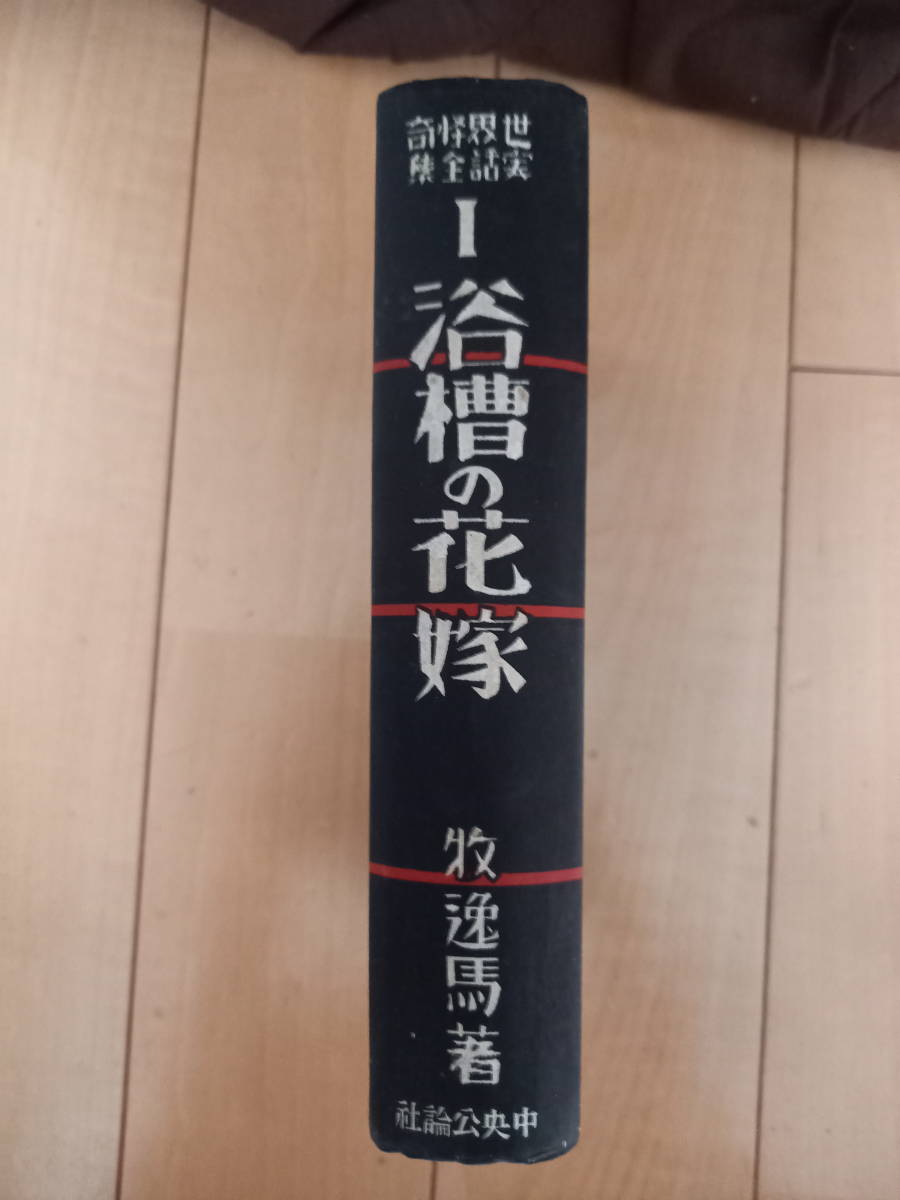 世界怪奇
実話全集
I
浴槽の花嫁
牧逸馬著
中央公論社